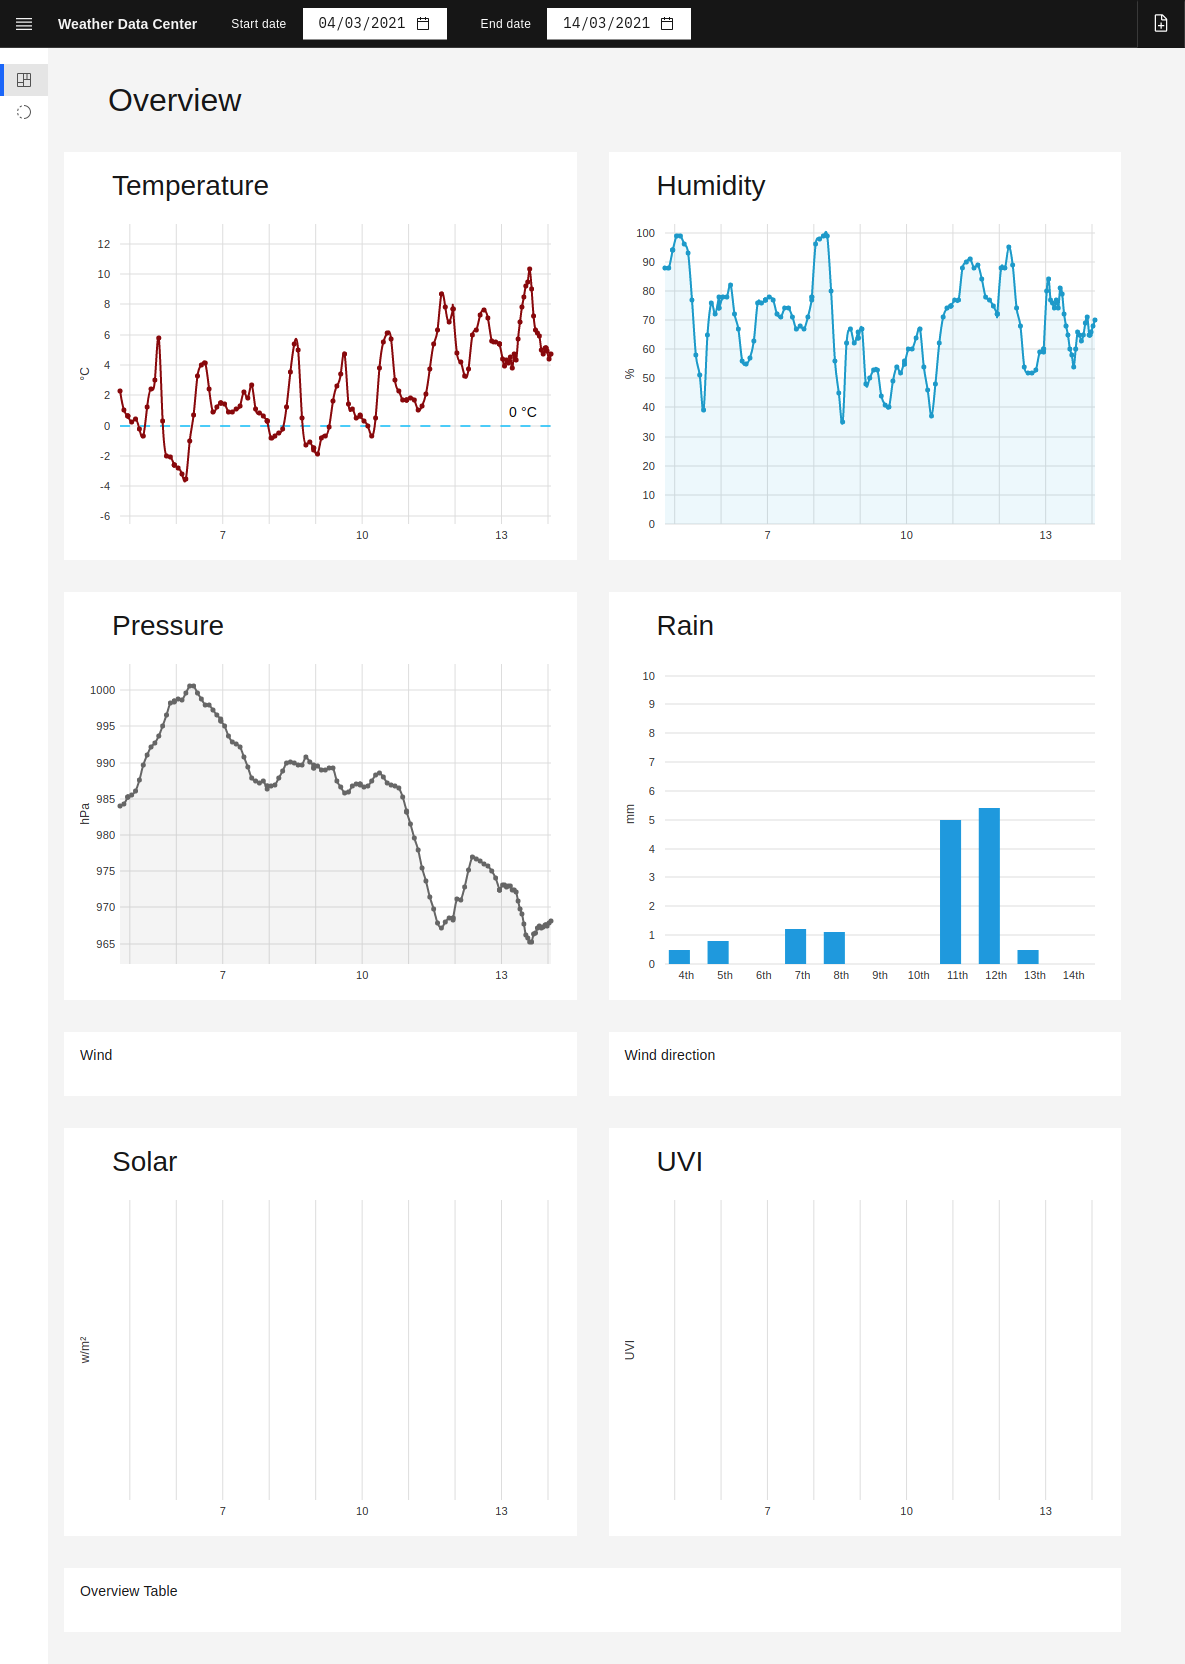 Weather Data Center Start date 04/03/2021 End date 14/03/2021
Overview
Temperature
12
10
8
6
4
2
0
-2
-4
-6
°C
0 °C
7 10 13
Humidity
100
90
80
70
60
50
40
30
20
10
0
%
7 10 13
Pressure
1000
995
990
985
980
975
970
965
hPa
7 10 13
Rain
10
9
8
7
6
5
4
3
2
1
0
mm
4th 5th 6th 7th 8th 9th 10th 11th 12th 13th 14th
Wind
Wind direction
Solar
w/m²
7 10 13
UVI
UVI
7 10 13
Overview Table